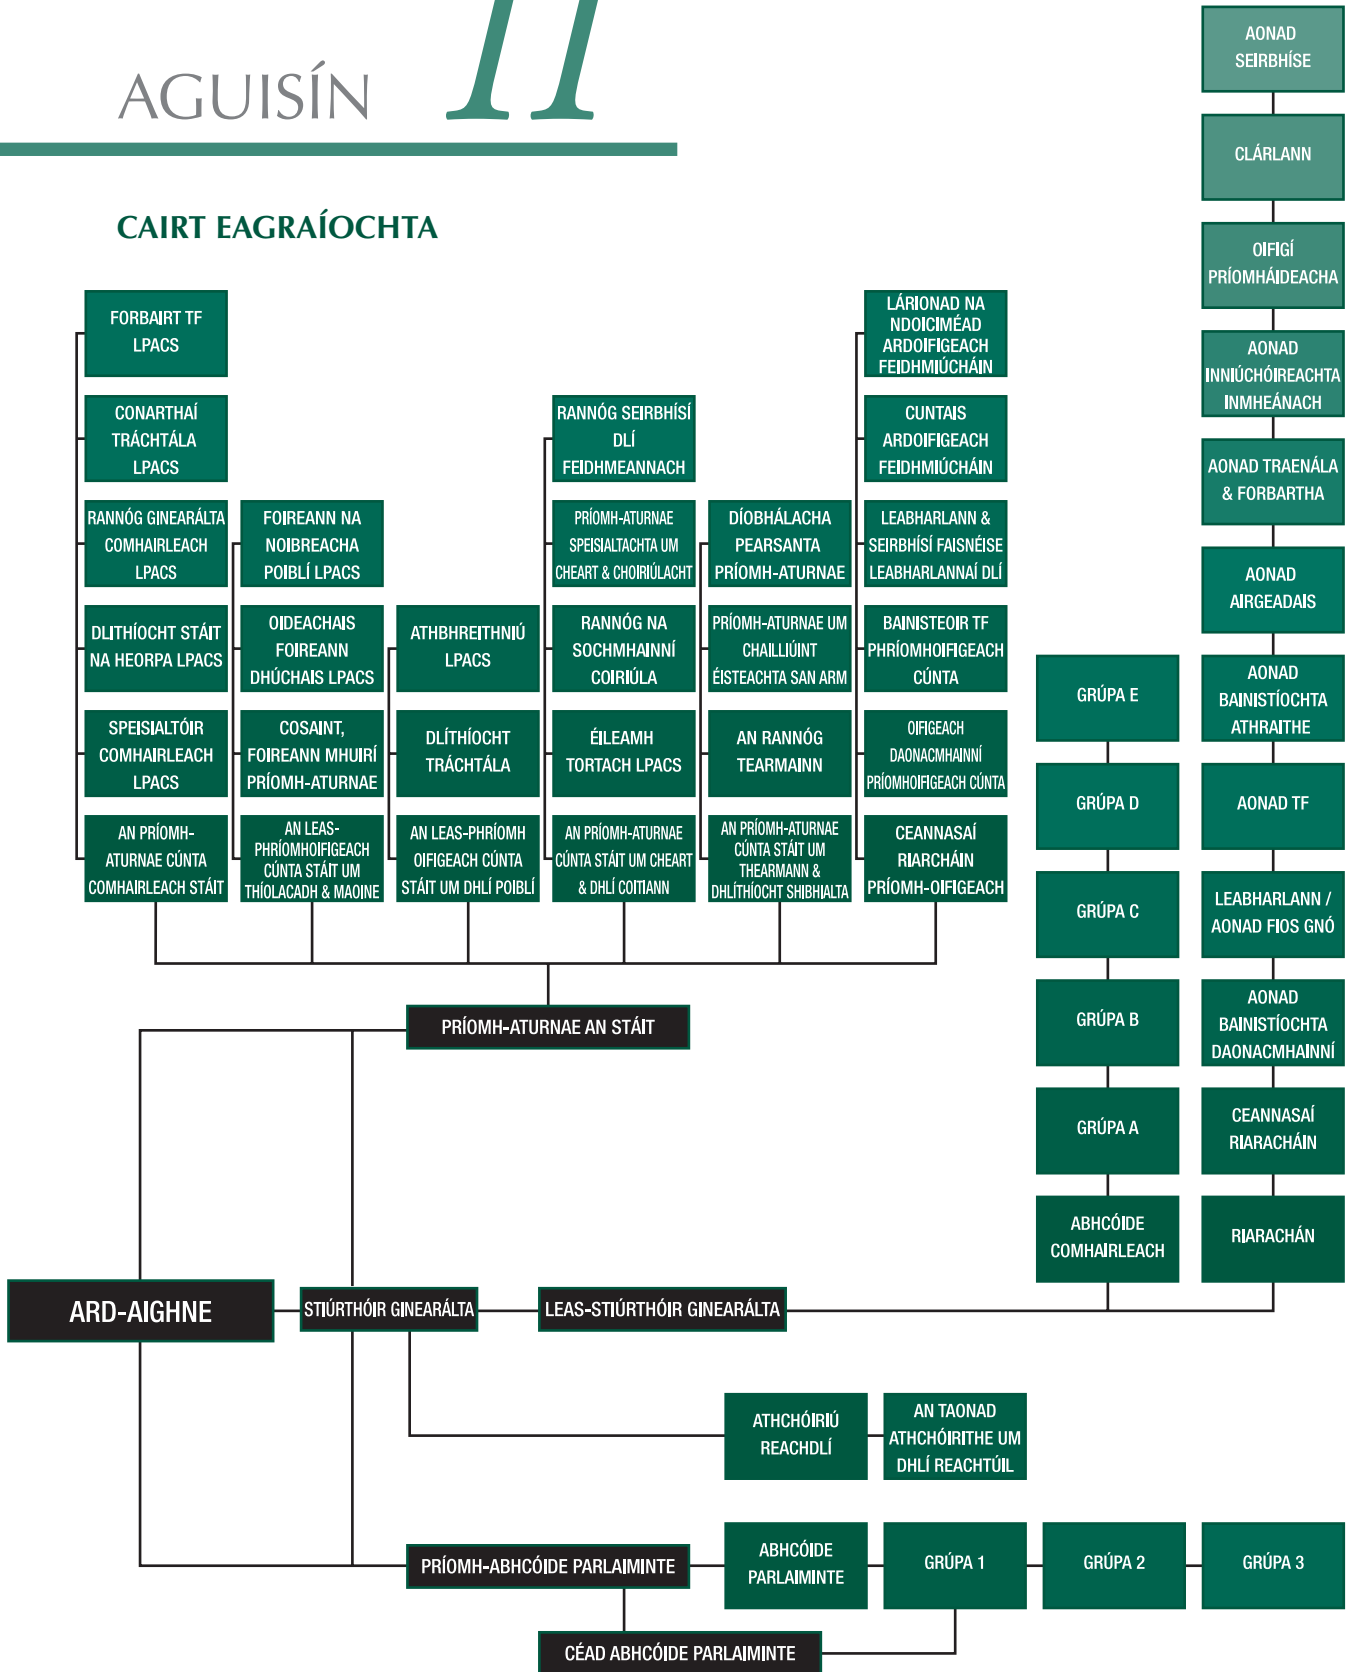 AGUISÍN II
CAIRT EAGRAÍOCHTA
FORBAIRT TF
LPACS
CONARTHAÍ
TRÁCHTÁLA
LPACS
RANNÓG GINEARÁLTA
COMHAIRLEACH
LPACS
DLITHÍOCHT STÁIT
NA HEORPA LPACS
SPEISIALTÓIR
COMHAIRLEACH
LPACS
AN PRÍOMH-
ATURNAE CÚNTA
COMHAIRLEACH STÁIT
FOIREANN NA
NOIBREACHA
POIBLÍ LPACS
OIDEACHAIS
FOIREANN
DHÚCHAIS LPACS
COSAINT,
FOIREANN MHUIRÍ
PRÍOMH-ATURNAE
AN LEAS-
PHRÍOMHOIFIGEACH
CÚNTA STÁIT UM
THÍOLACADH & MAOINE
ATHBHREITHNIÚ
LPACS
DLÍTHÍOCHT
TRÁCHTÁLA
AN LEAS-PHRÍOMH
OIFIGEACH CÚNTA
STÁIT UM DHLÍ POIBLÍ
RANNÓG SEIRBHÍSÍ
DLÍ
FEIDHMEANNACH
PRÍOMH-ATURNAE
SPEISIALTACHTA UM
CHEART & CHOIRIÚLACHT
RANNÓG NA
SOCHMHAINNÍ
COIRIÚLA
ÉILEAMH
TORTACH LPACS
AN PRÍOMH-ATURNAE
CÚNTA STÁIT UM CHEART
& DHLÍ COITIANN
DÍOBHÁLACHA
PEARSANTA
PRÍOMH-ATURNAE
PRÍOMH-ATURNAE UM
CHAILLIÚINT
ÉISTEACHTA SAN ARM
AN RANNÓG
TEARMAINN
AN PRÍOMH-ATURNAE
CÚNTA STÁIT UM
THEARMANN &
DHLÍTHÍOCHT SHIBHIALTA
LÁRIONAD NA
NDOICIMÉAD
ARDOIFIGEACH
FEIDHMIÚCHÁIN
CUNTAIS
ARDOIFIGEACH
FEIDHMIÚCHÁIN
LEABHARLANN &
SEIRBHÍSÍ FAISNÉISE
LEABHARLANNAÍ DLÍ
BAINISTEOIR TF
PHRÍOMHOIFIGEACH
CÚNTA
OIFIGEACH
DAONACMHAINNÍ
PRÍOMHOIFIGEACH CÚNTA
CEANNASAÍ
RIARCHÁIN
PRÍOMH-OIFIGEACH
GRÚPA E
GRÚPA D
GRÚPA C
GRÚPA B
GRÚPA A
ABHCÓIDE
COMHAIRLEACH
AONAD
SEIRBHÍSE
CLÁRLANN
OIFIGÍ
PRÍOMHÁIDEACHA
AONAD
INNIÚCHÓIREACHTA
INMHEÁNACH
AONAD TRAENÁLA
& FORBARTHA
AONAD
AIRGEADAIS
AONAD
BAINISTÍOCHTA
ATHRAITHE
AONAD TF
LEABHARLANN /
AONAD FIOS GNÓ
AONAD
BAINISTÍOCHTA
DAONACMHAINNÍ
CEANNASAÍ
RIARACHÁIN
RIARACHÁN
PRÍOMH-ATURNAE AN STÁIT
ARD-AIGHNE
STIÚRTHÓIR GINEARÁLTA
LEAS-STIÚRTHÓIR GINEARÁLTA
ATHCHÓIRIÚ
REACHDLÍ
AN TAONAD
ATHCHÓIRITHE UM
DHLÍ REACHTÚIL
PRÍOMH-ABHCÓIDE PARLAIMINTE
ABHCÓIDE
PARLAIMINTE
GRÚPA 1
GRÚPA 2
GRÚPA 3
CÉAD ABHCÓIDE PARLAIMINTE